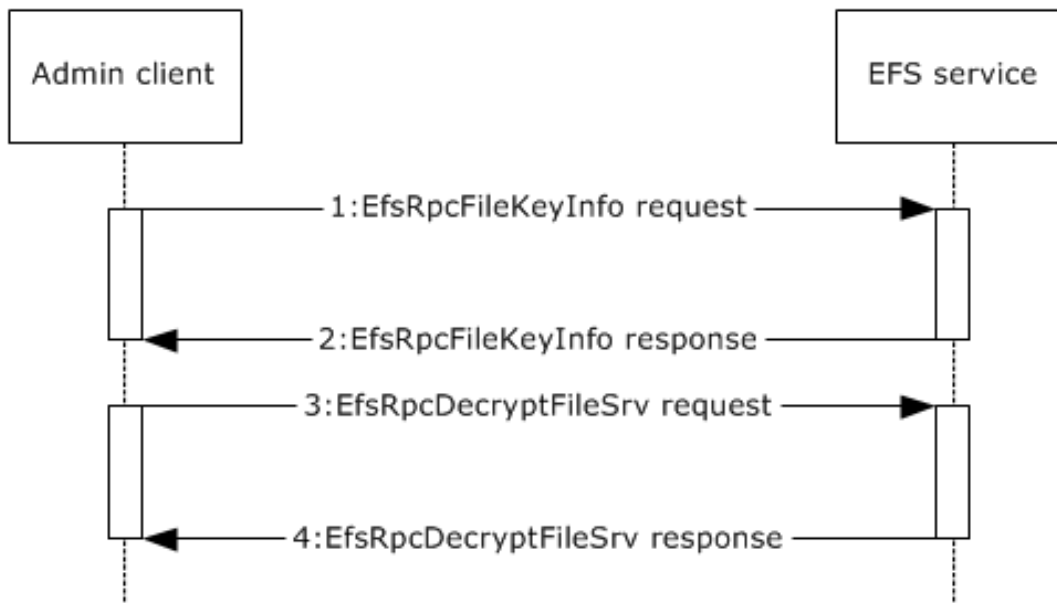 Admin client
EFS service
1:EfsRpcFileKeyInfo request
2:EfsRpcFileKeyInfo response
3:EfsRpcDecryptFileSrv request
4:EfsRpcDecryptFileSrv response